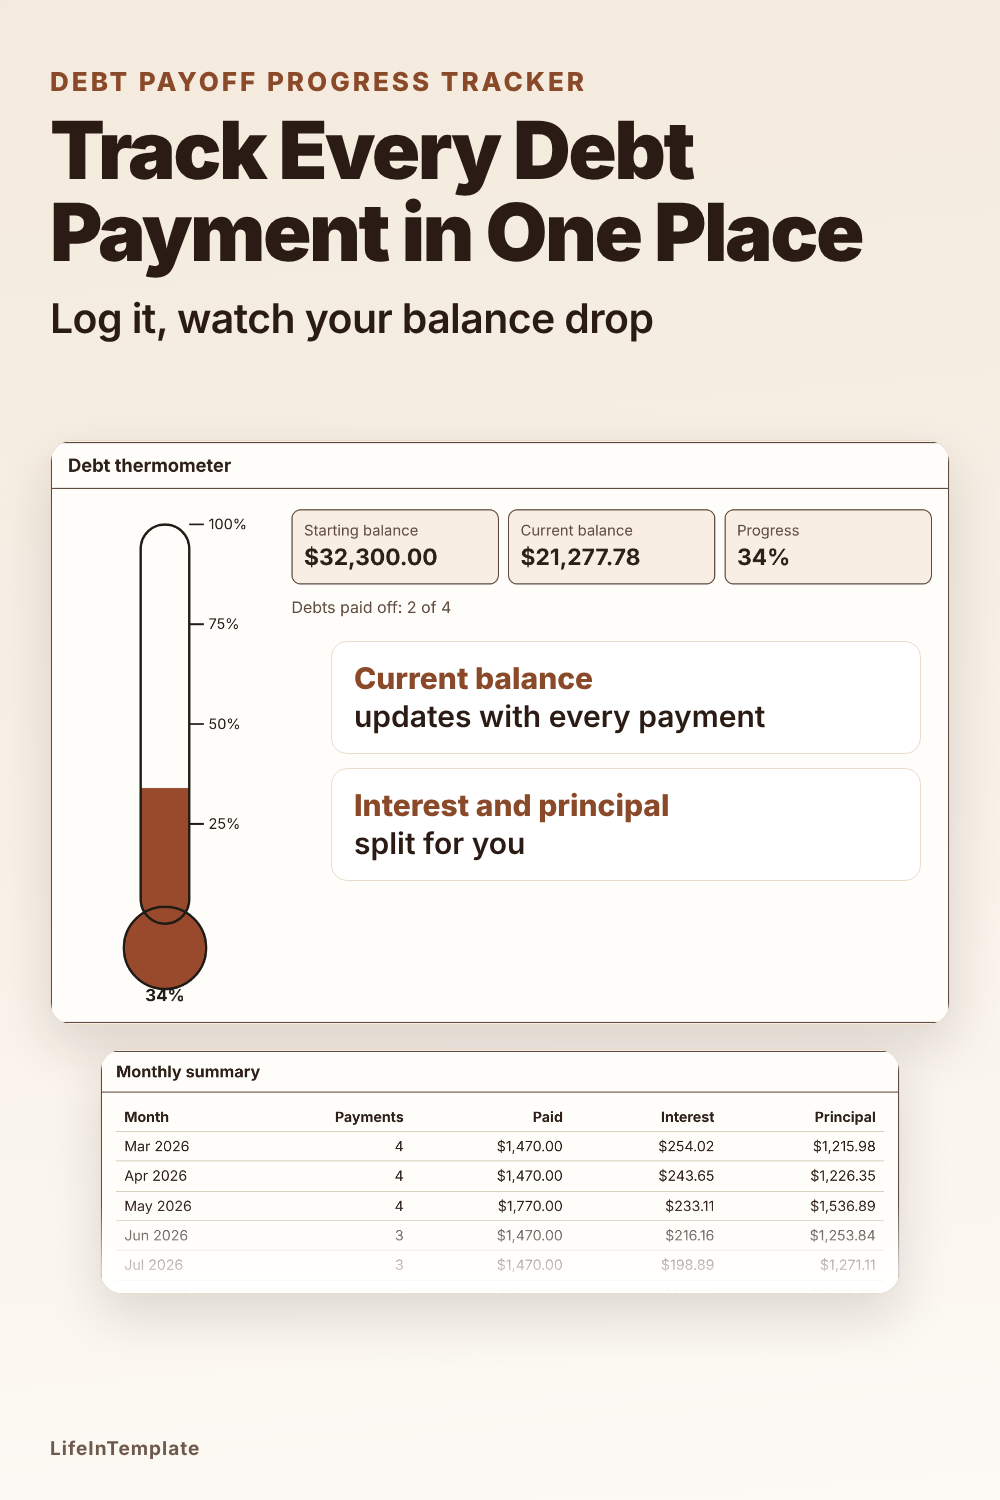 DEBT PAYOFF PROGRESS TRACKER
Track Every Debt
Payment in One Place
Log it, watch your balance drop
Debt thermometer
100%
75%
50%
25%
34%
Starting balance
$32,300.00
Current balance
$21,277.78
Progress
34%
Debts paid off: 2 of 4
Current balance
updates with every payment
Interest and principal
split for you
Monthly summary
Month Payments Paid Interest Principal
Mar 2026 4 $1,470.00 $254.02 $1,215.98
Apr 2026 4 $1,470.00 $243.65 $1,226.35
May 2026 4 $1,770.00 $233.11 $1,536.89
Jun 2026 3 $1,470.00 $216.16 $1,253.84
Jul 2026 3 $1,470.00 $198.89 $1,271.11
LifeInTemplate